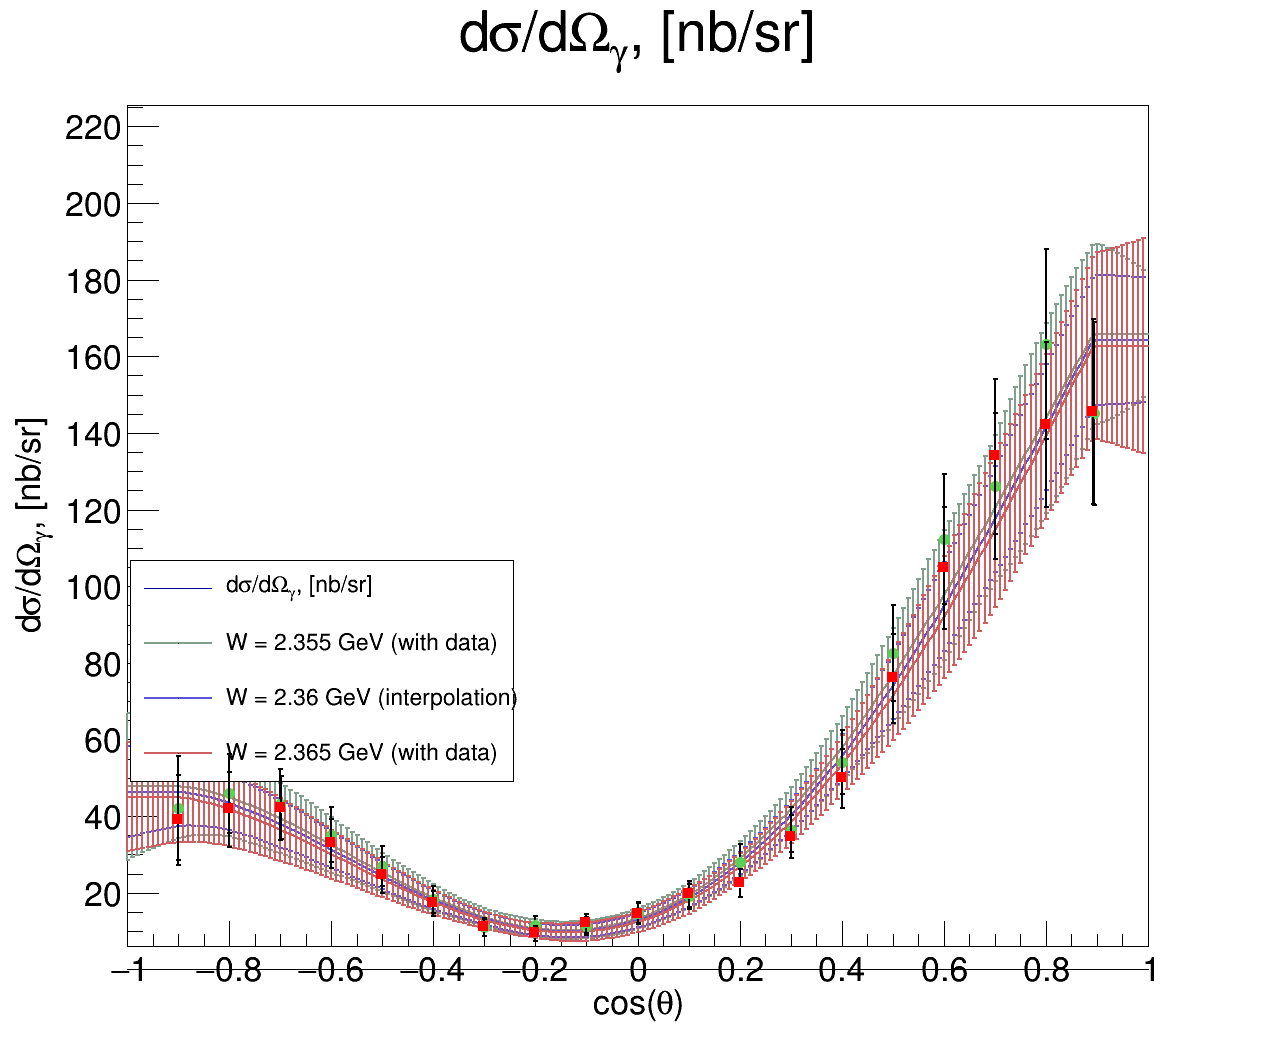 dσ/dΩγ, [nb/sr]
220
200
180
160
140
120
100
80
60
40
20
dσ/dΩγ, [nb/sr]
dσ/dΩγ, [nb/sr]
W = 2.355 GeV (with data)
W = 2.36 GeV (interpolation)
W = 2.365 GeV (with data)
−1 −0.8 −0.6 −0.4 −0.2 0 0.2 0.4 0.6 0.8 1
cos(θ)